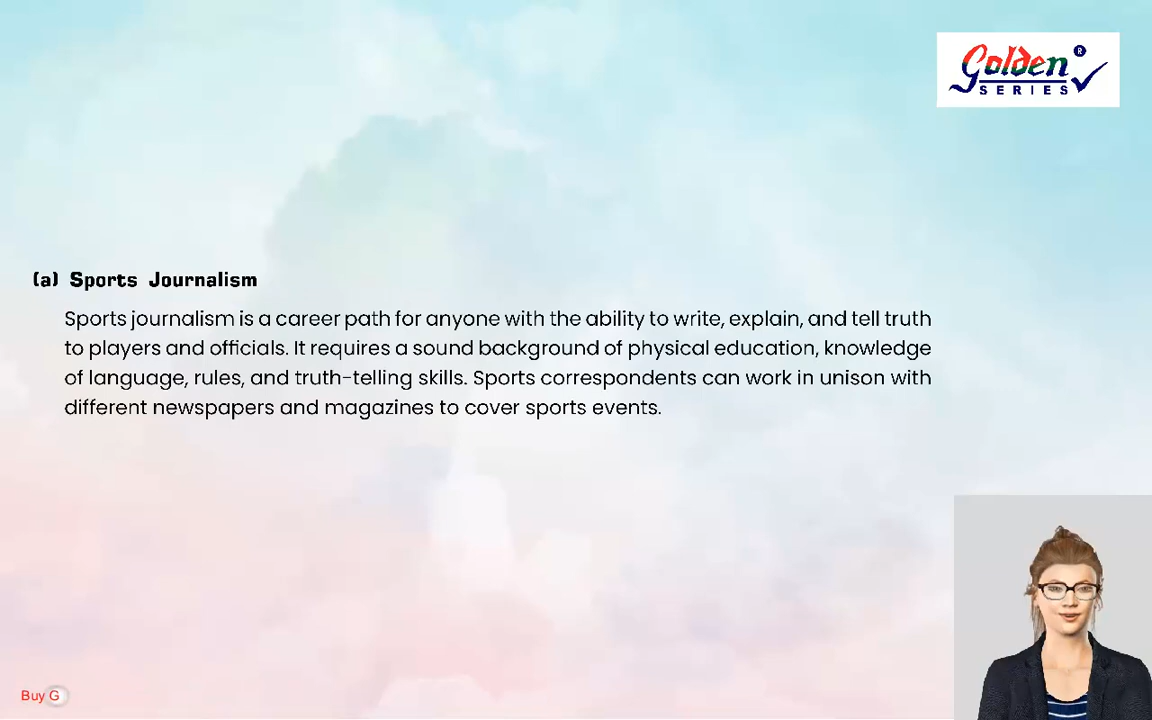 Golden®
SERIES
(a) Sports Journalism
Sports journalism is a career path for anyone with the ability to write, explain, and tell truth
to players and officials. It requires a sound background of physical education, knowledge
of language, rules, and truth-telling skills. Sports correspondents can work in unison with
different newspapers and magazines to cover sports events.
Buy G